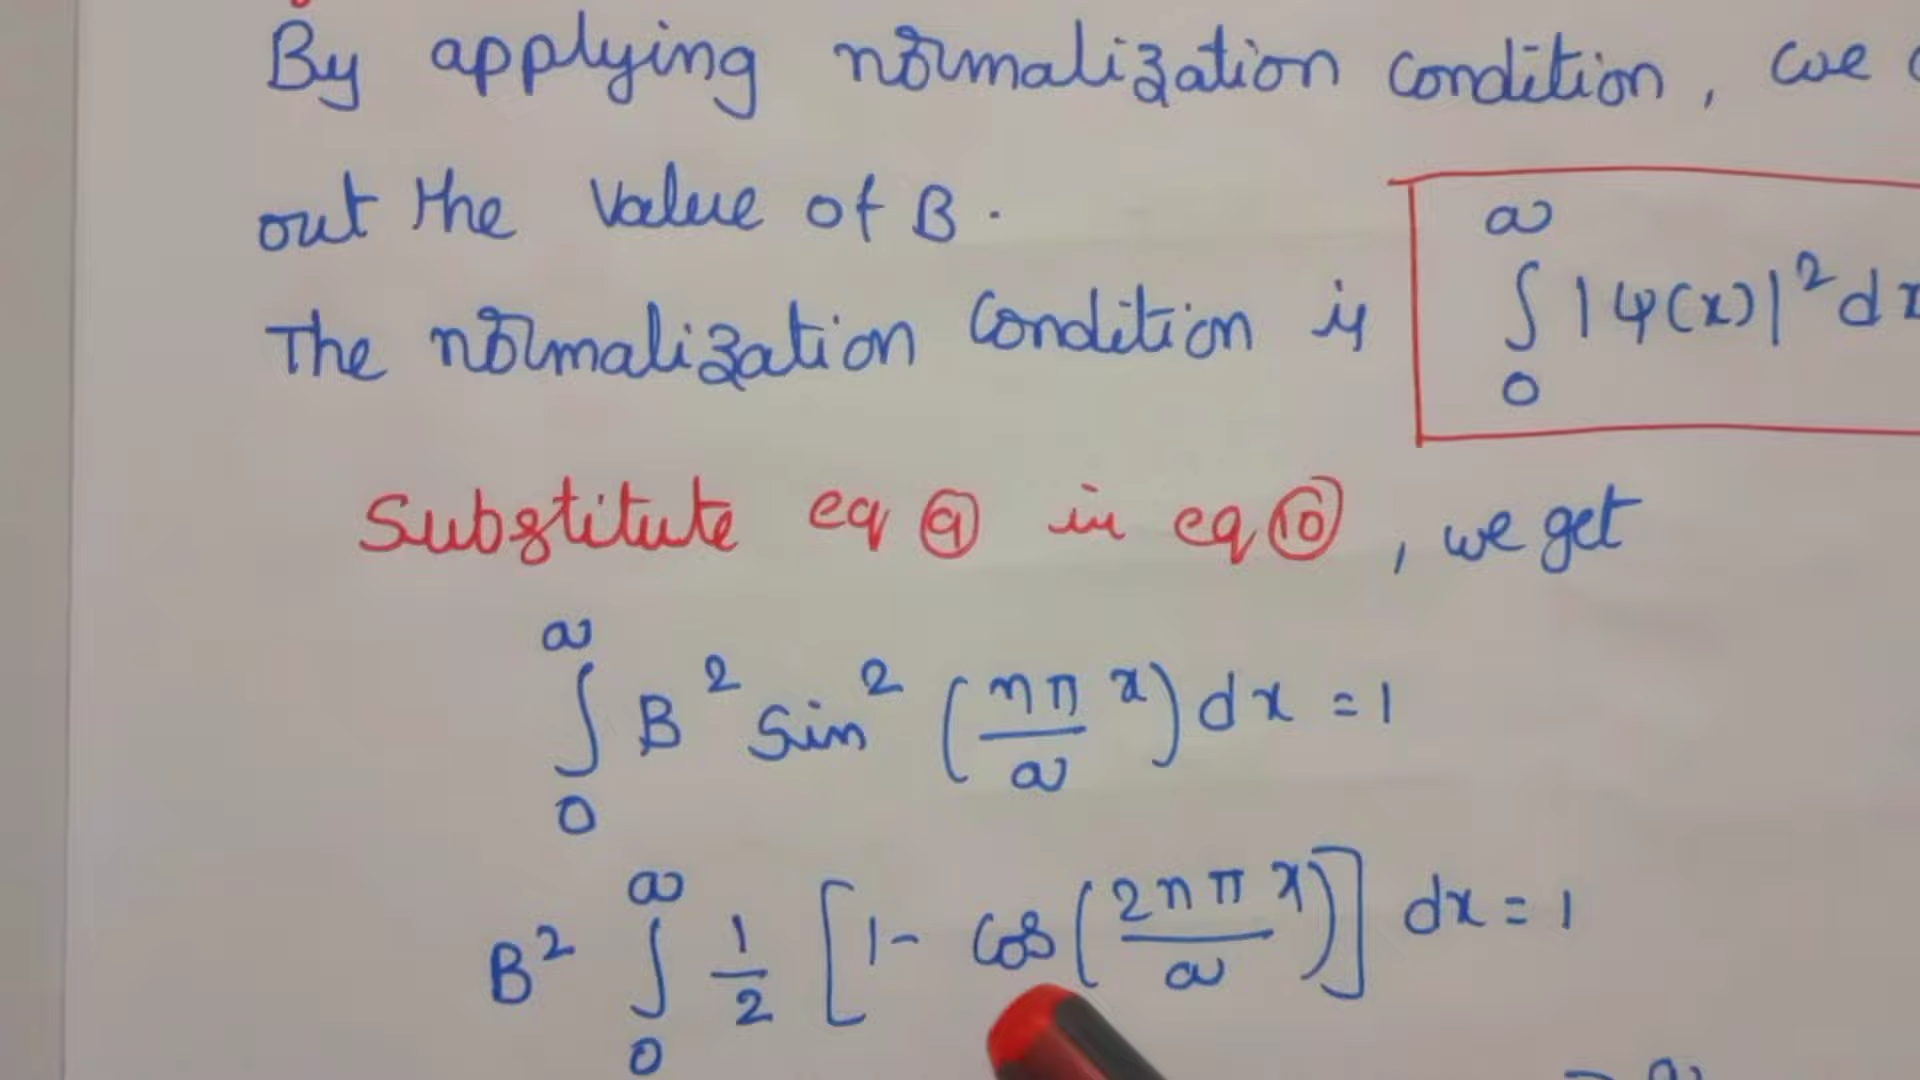 By applying normalization condition, we
out the value of B.
The normalization condition is ∫₀ᵃ |ψ(x)|² dx
Substitute eq ⑨ in eq ⑩, we get
∫₀ᵃ B² Sin² (nπ/a x) dx = 1
B² ∫₀ᵃ 1/2 [1 - Cos(2nπx/a)] dx = 1